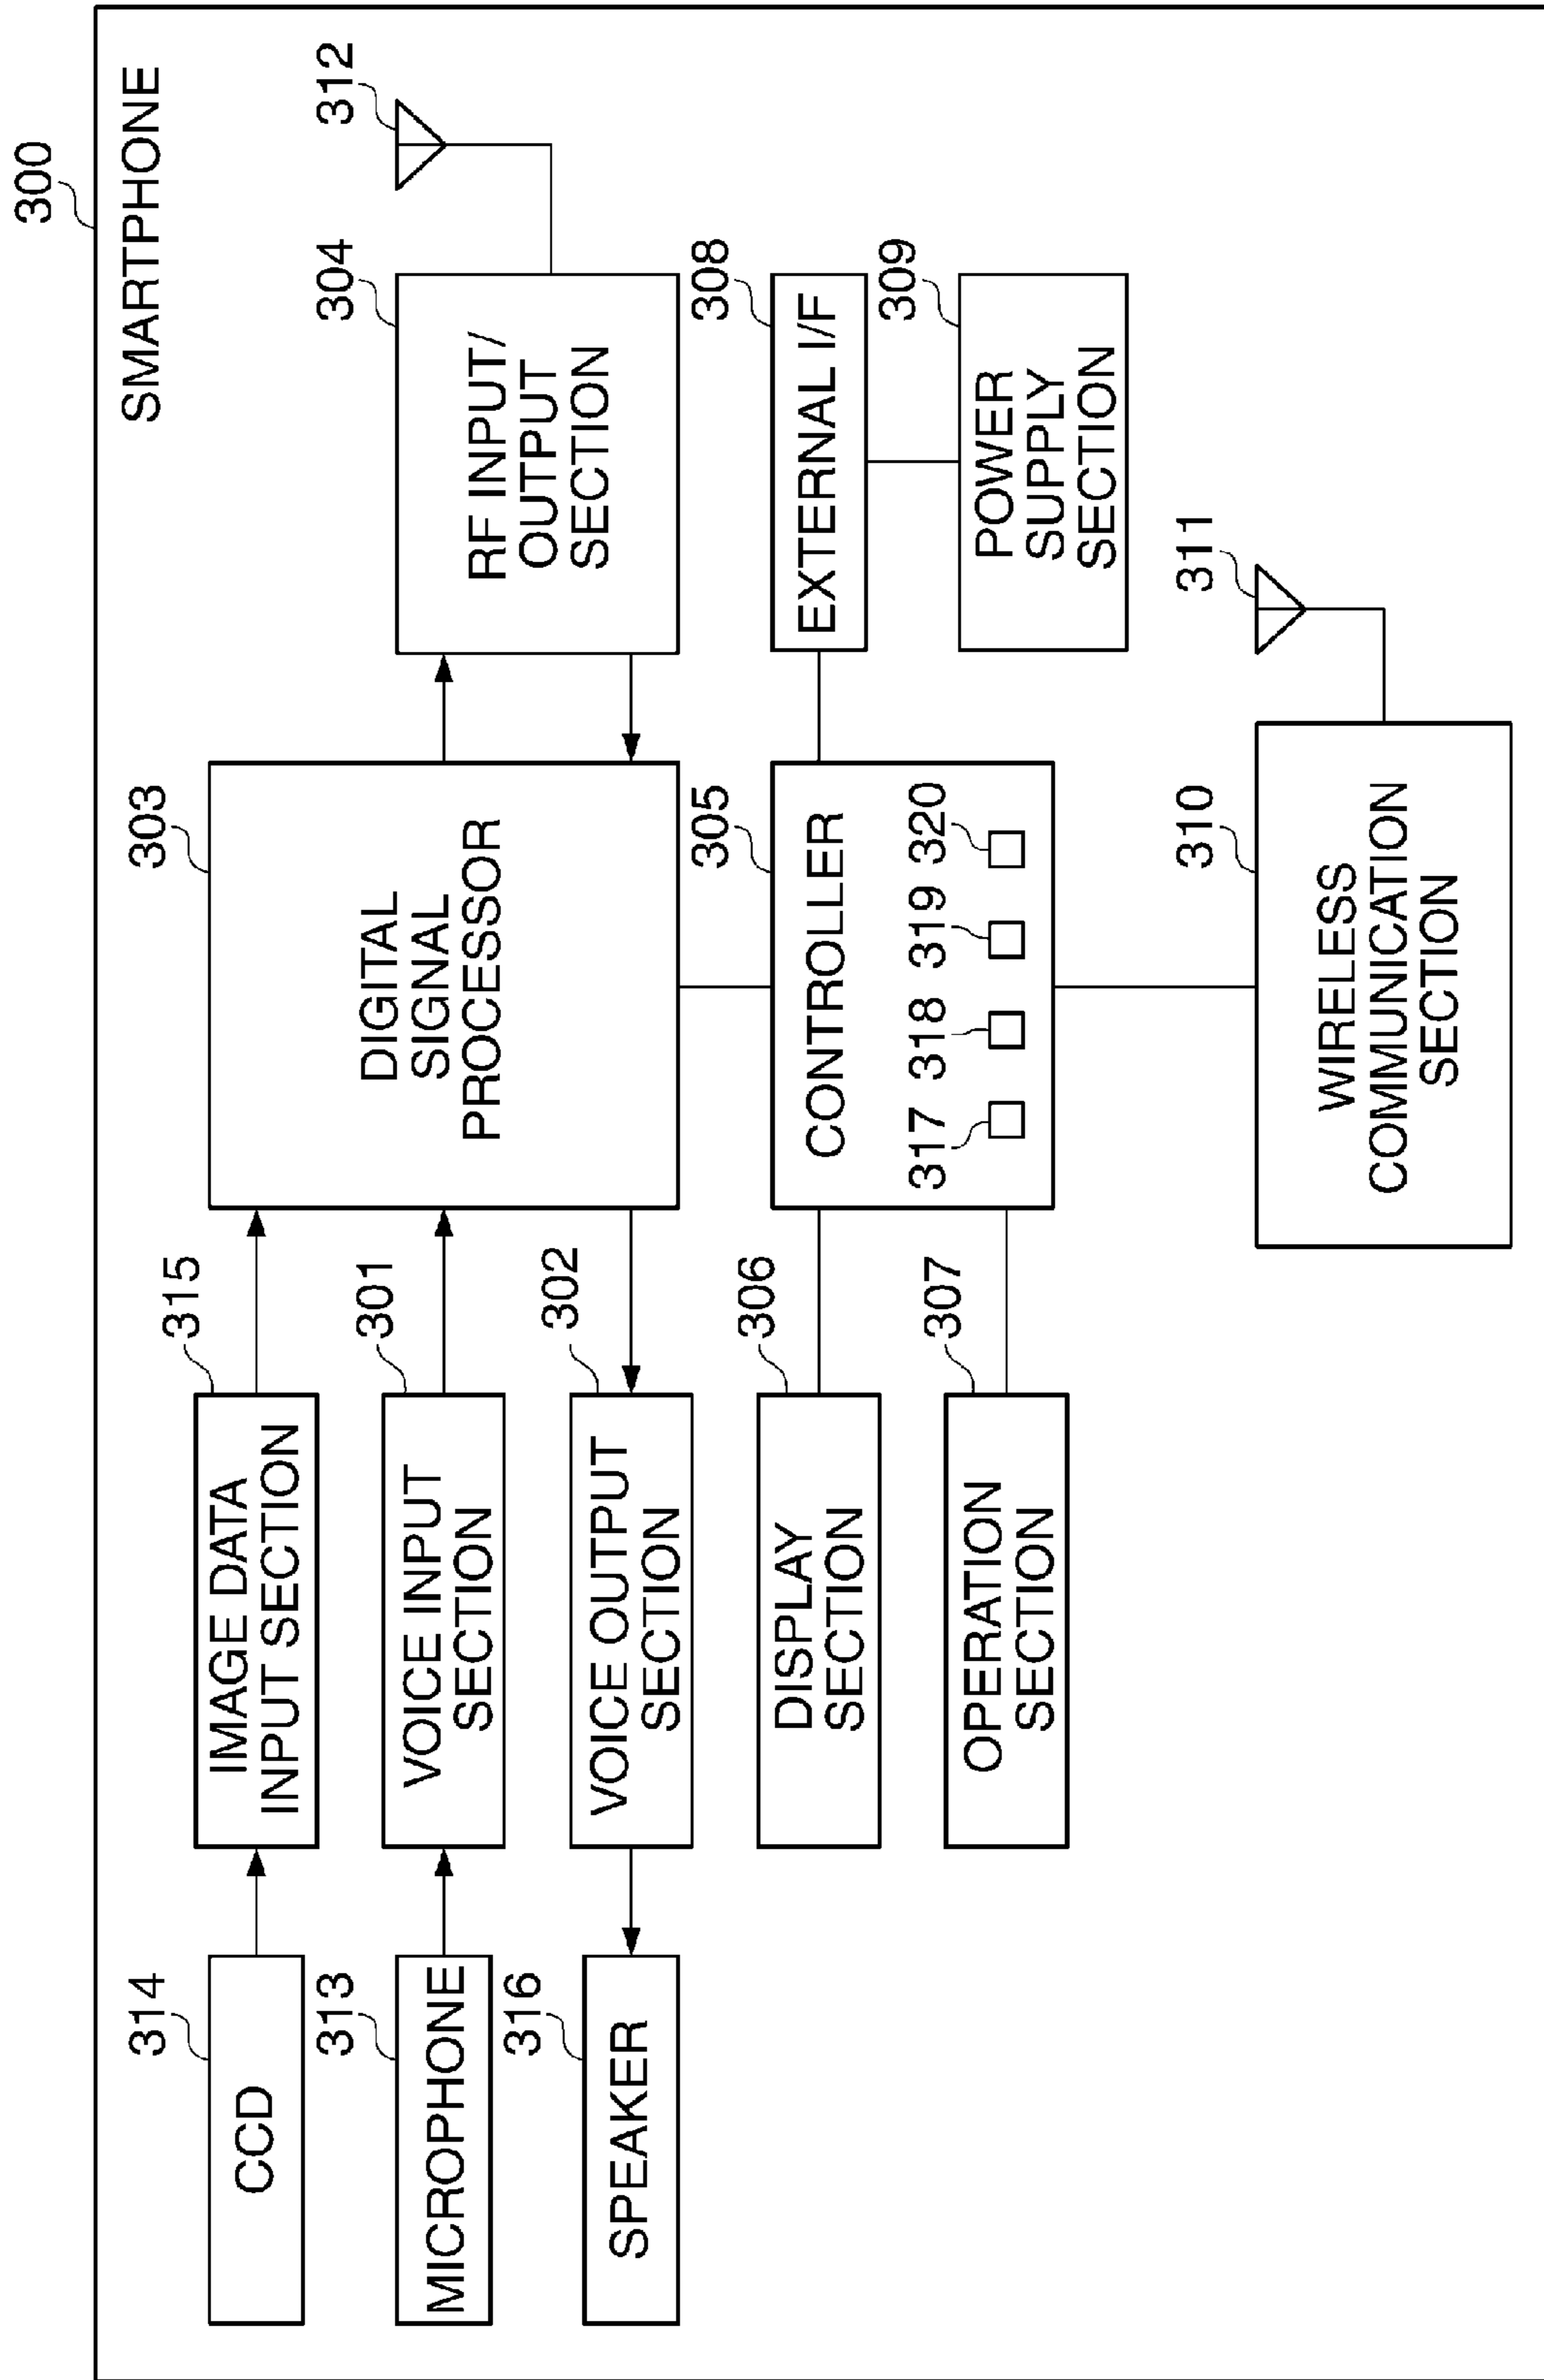 300
SMARTPHONE
314
CCD
315
IMAGE DATA
INPUT SECTION
303
DIGITAL
SIGNAL
PROCESSOR
304
RF INPUT/
OUTPUT
SECTION
312
313
MICROPHONE
301
VOICE INPUT
SECTION
316
SPEAKER
302
VOICE OUTPUT
SECTION
306
DISPLAY
SECTION
305
CONTROLLER
317
318
319
320
308
EXTERNAL I/F
309
POWER
SUPPLY
SECTION
307
OPERATION
SECTION
310
WIRELESS
COMMUNICATION
SECTION
311